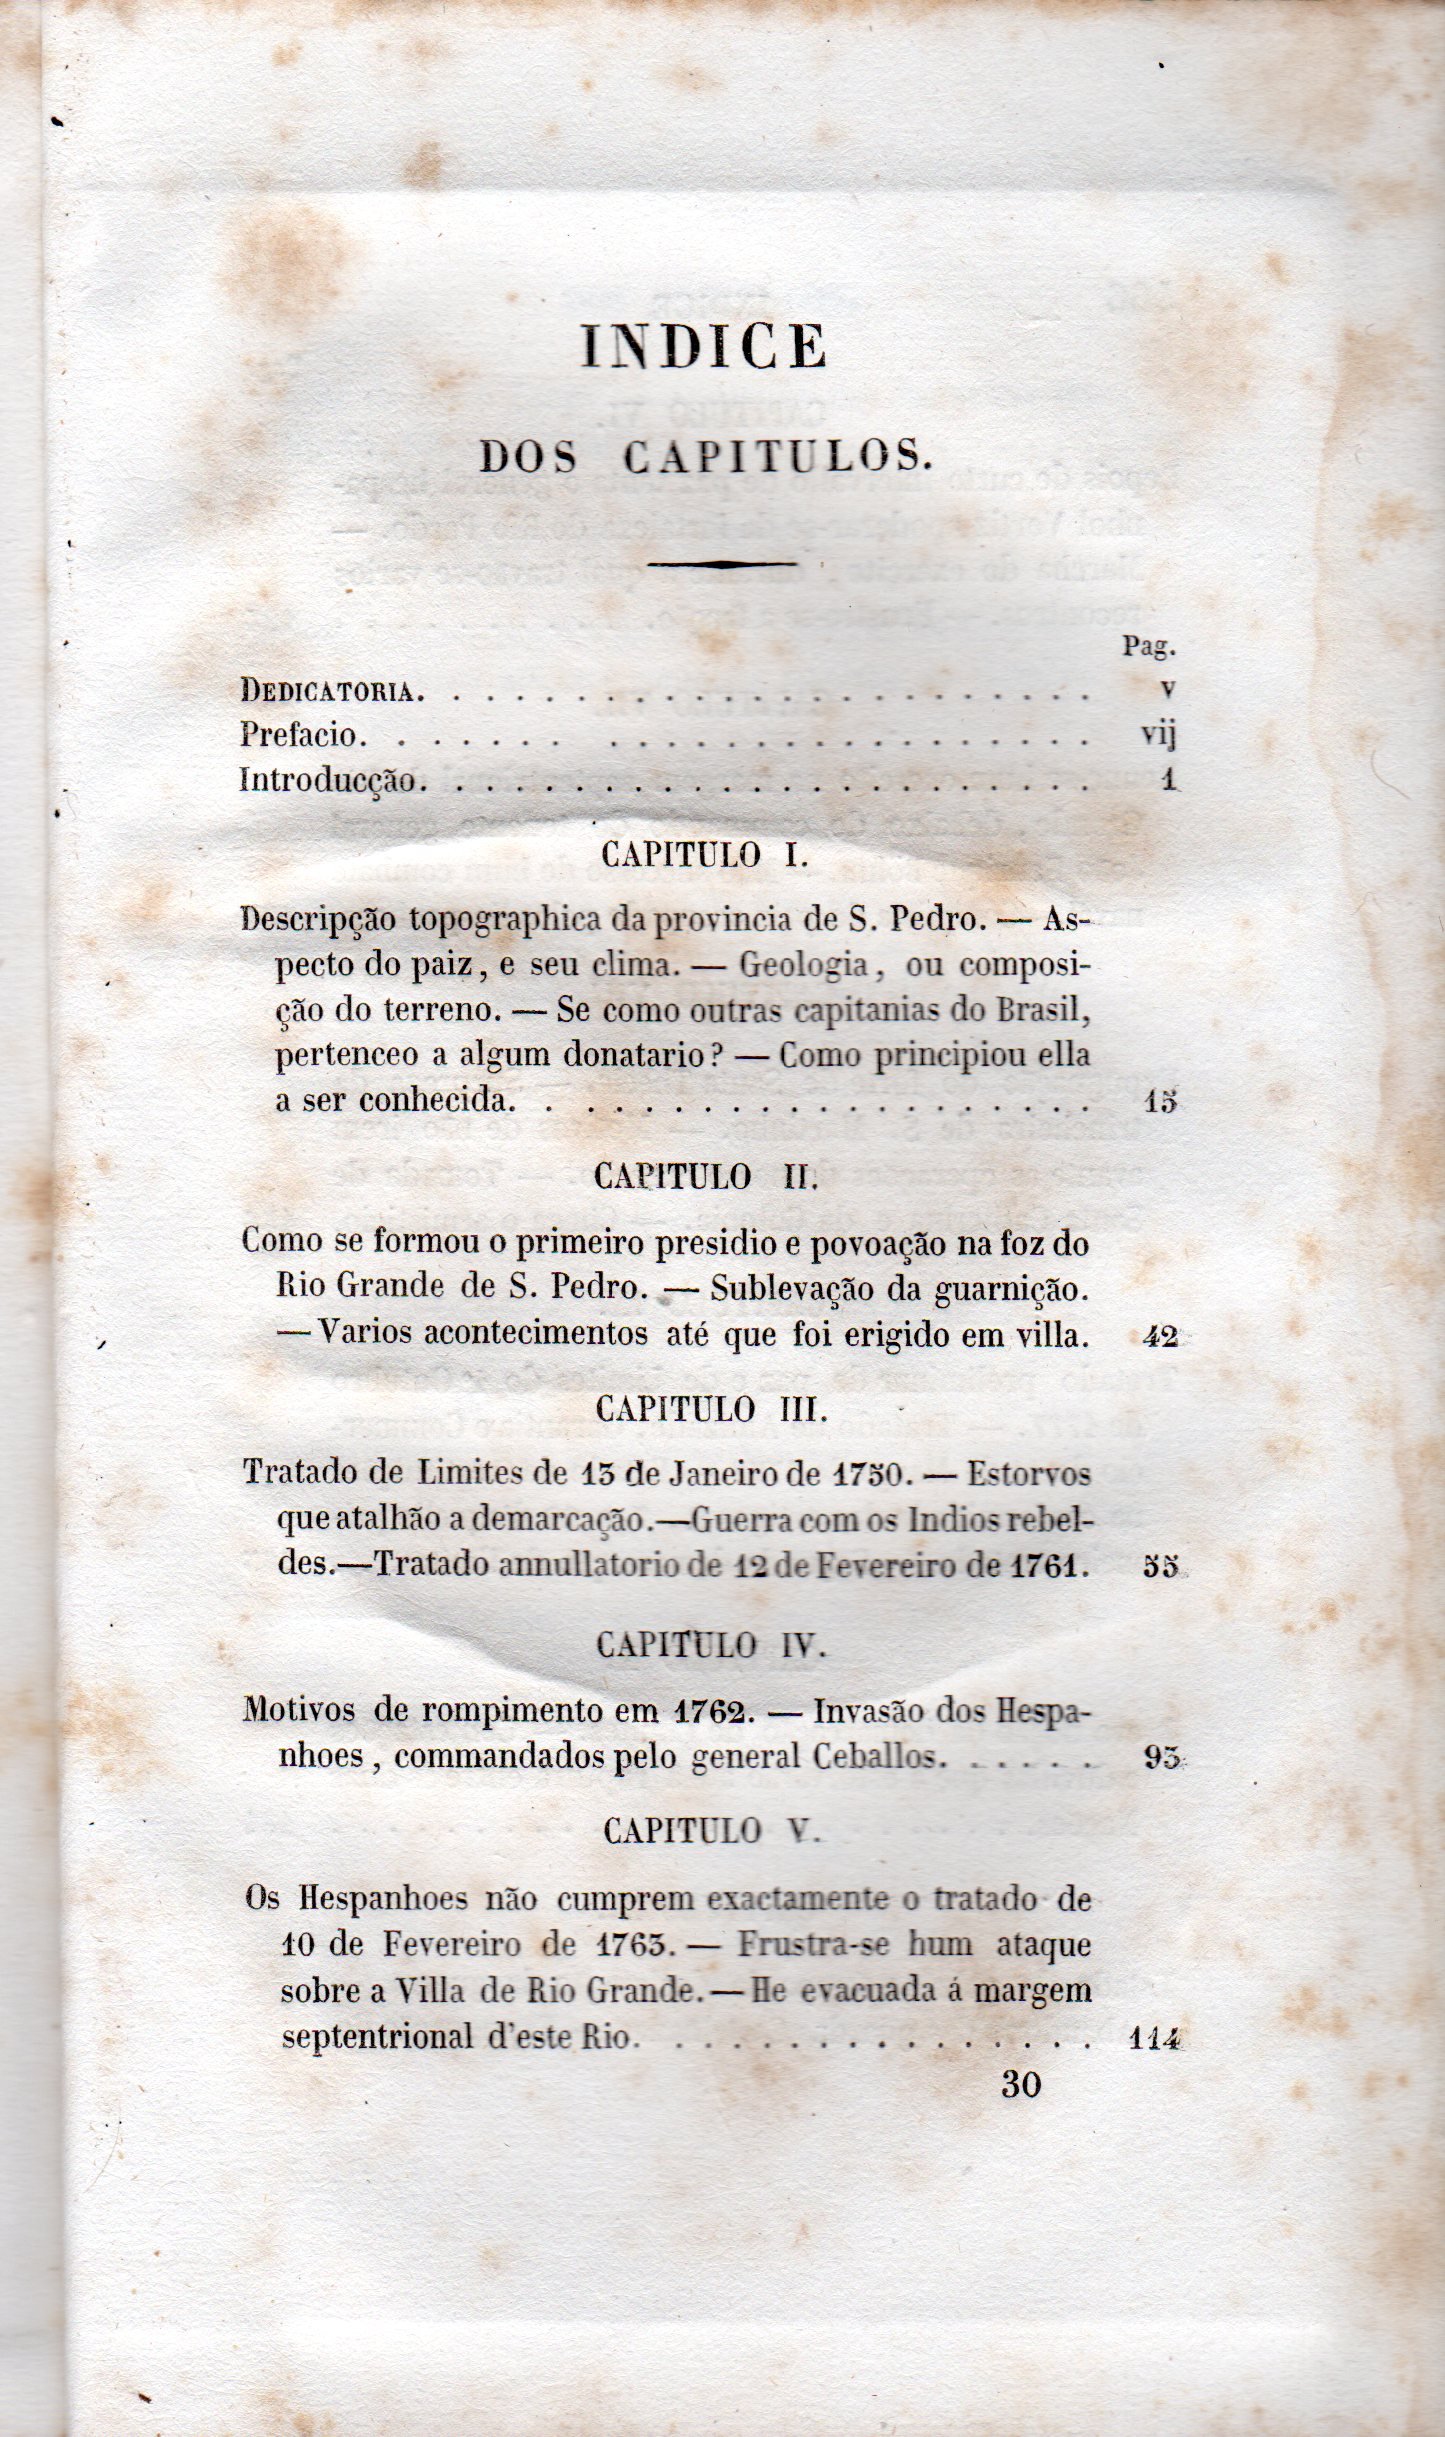 INDICE
DOS CAPITULOS.
Pag.
DEDICATORIA. . . . . . . . . . . . . . . . . . . . . . . v
Prefacio. . . . . . . . . . . . . . . . . . . . . . . . vij
Introducção. . . . . . . . . . . . . . . . . . . . . . . 1
CAPITULO I.
Descripção topographica da provincia de S. Pedro. — As-
pecto do paiz, e seu clima. — Geologia, ou composi-
ção do terreno. — Se como outras capitanias do Brasil,
pertenceo a algum donatario? — Como principiou ella
a ser conhecida. . . . . . . . . . . . . . . . . . . . 15
CAPITULO II.
Como se formou o primeiro presidio e povoação na foz do
Rio Grande de S. Pedro. — Sublevação da guarnição.
— Varios acontecimentos até que foi erigido em villa. 42
CAPITULO III.
Tratado de Limites de 13 de Janeiro de 1750. — Estorvos
que atalhão a demarcação.—Guerra com os Indios rebel-
des.—Tratado annullatorio de 12 de Fevereiro de 1761. 55
CAPITULO IV.
Motivos de rompimento em 1762. — Invasão dos Hespa-
nhoes, commandados pelo general Ceballos. . . . . . 93
CAPITULO V.
Os Hespanhoes não cumprem exactamente o tratado de
10 de Fevereiro de 1763. — Frustra-se hum ataque
sobre a Villa de Rio Grande.—He evacuada á margem
septentrional d'este Rio. . . . . . . . . . . . . . . . 114
30